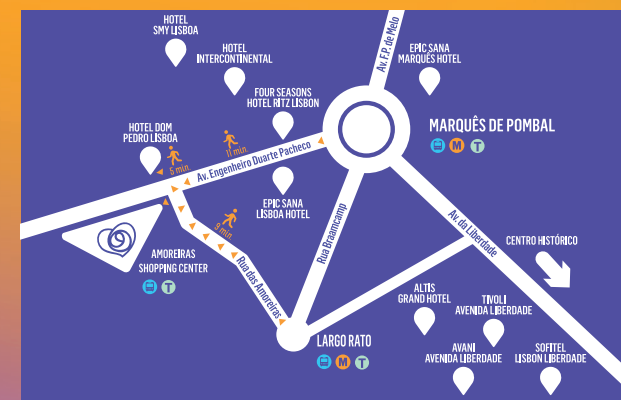 HOTEL
SMY LISBOA
HOTEL
INTERCONTINENTAL
FOUR SEASONS
HOTEL RITZ LISBON
Av. F.P. de Melo
EPIC SANA
MARQUÊS HOTEL
HOTEL DOM
PEDRO LISBOA
MARQUÊS DE POMBAL
M T
11 min.
5 min.
Av. Engenheiro Duarte Pacheco
EPIC SANA
LISBOA HOTEL
9 min.
Rua das Amoreiras
Rua Braamcamp
Av. da Liberdade
CENTRO HISTÓRICO
AMOREIRAS
SHOPPING CENTER
T
ALTIS
GRAND HOTEL
TIVOLI
AVENIDA LIBERDADE
LARGO RATO
M T
AVANI
AVENIDA LIBERDADE
SOFITEL
LISBON LIBERDADE